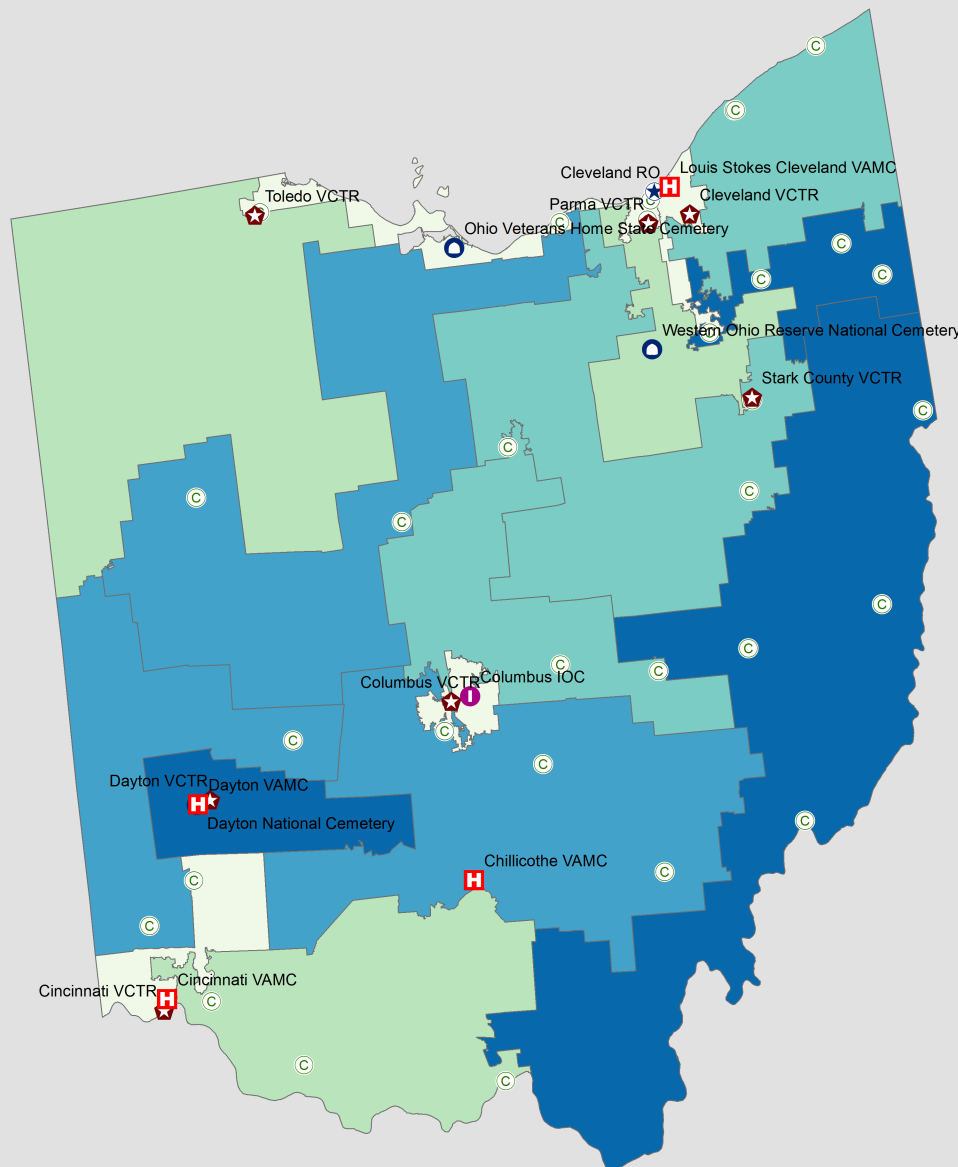 C
C
Cleveland RO
H
Louis Stokes Cleveland VAMC
Toledo VCTR
C
Parma VCTR
C
Cleveland VCTR
C
Ohio Veterans Home State Cemetery
C
C
C
Western Ohio Reserve National Cemetery
C
Stark County VCTR
C
C
C
C
C
C
C
C
C
Columbus VCTR
Columbus IOC
I
C
C
C
Dayton VCTR
Dayton VAMC
H
Dayton National Cemetery
C
Chillicothe VAMC
H
C
C
C
Cincinnati VCTR
Cincinnati VAMC
H
C
C
C